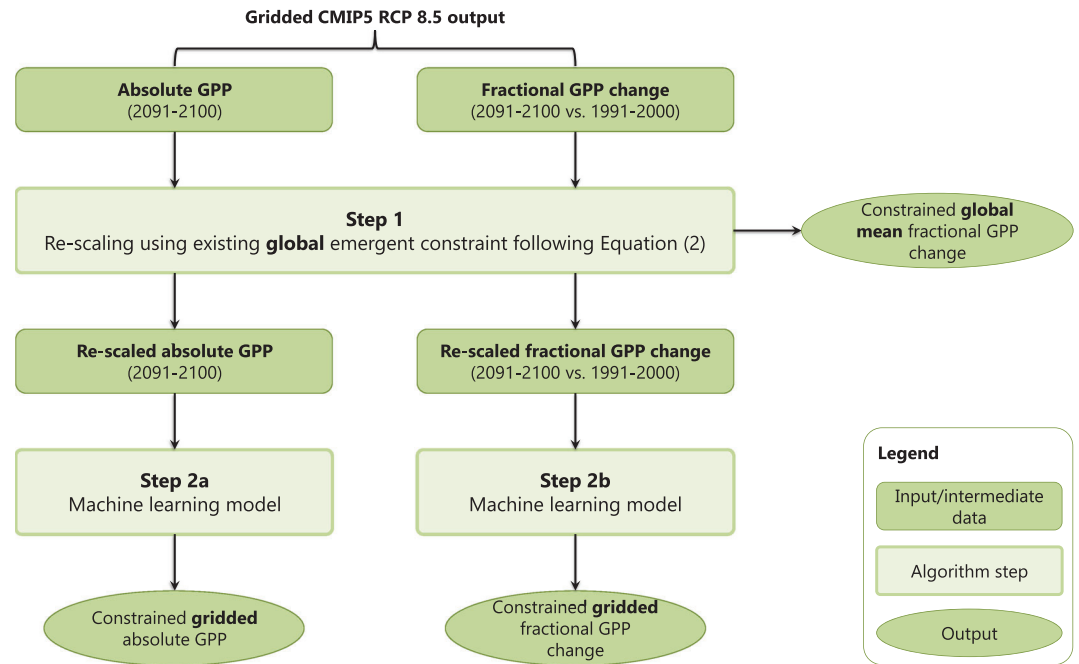 Gridded CMIP5 RCP 8.5 output
Absolute GPP
(2091-2100)
Fractional GPP change
(2091-2100 vs. 1991-2000)
Step 1
Re-scaling using existing global emergent constraint following Equation (2)
Constrained global
mean fractional GPP
change
Re-scaled absolute GPP
(2091-2100)
Re-scaled fractional GPP change
(2091-2100 vs. 1991-2000)
Step 2a
Machine learning model
Step 2b
Machine learning model
Constrained gridded
absolute GPP
Constrained gridded
fractional GPP
change
Legend
Input/intermediate
data
Algorithm step
Output